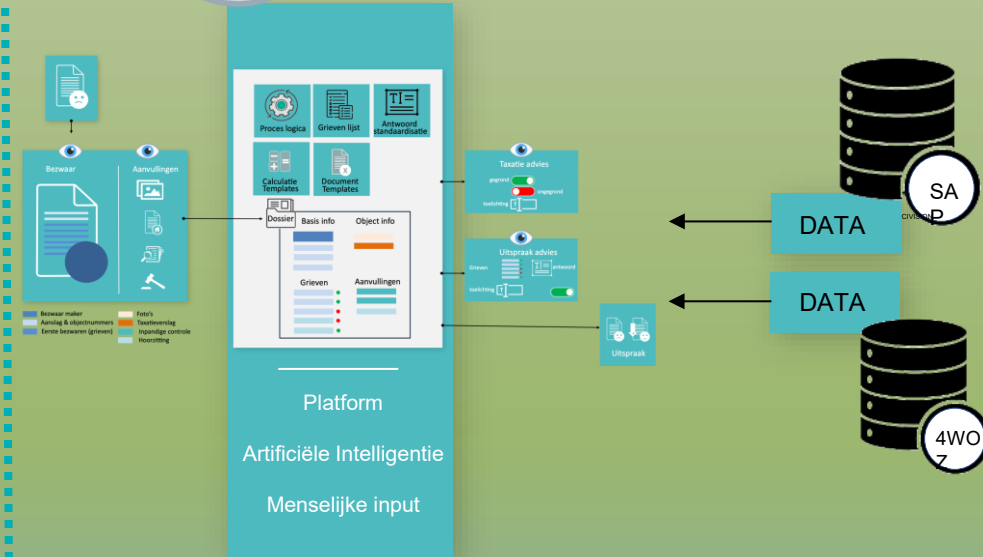 Bezwaar
Aanvullingen
Bezwaar maker
Aanslag & objectnummers
Eerste bezwaren (grieven)
Foto's
Taxatieverslag
Inpandige controle
Hoorzitting
Proces logica
Grieven lijst
Antwoord
standaardisatie
Calculatie
Templates
Document
Templates
Dossier
Basis info
Object info
Grieven
Aanvullingen
Platform
Artificiële Intelligentie
Menselijke input
Taxatie advies
gegrond
ongegrond
toelichting
Uitspraak advies
Grieven
antwoord
toelichting
Uitspraak
DATA
SA
P
DATA
4WO
Z